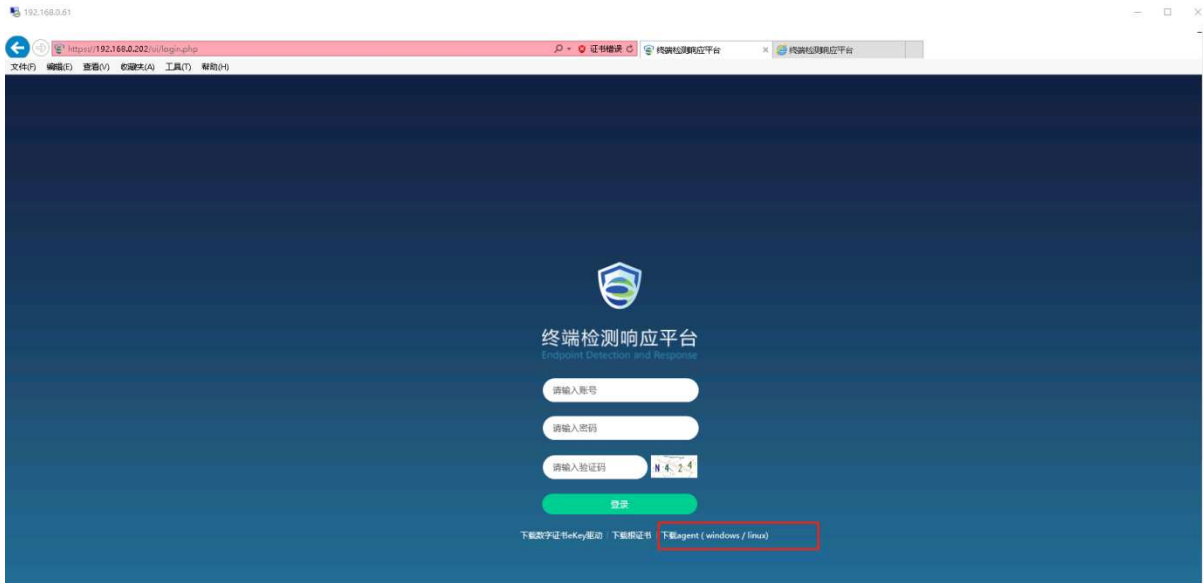 192.168.0.61
https://192.168.0.202/ui/login.php 证书错误 终端检测响应平台 × 终端检测响应平台
文件(F) 编辑(E) 查看(V) 收藏夹(A) 工具(T) 帮助(H)
终端检测响应平台
Endpoint Detection and Response
请输入账号
请输入密码
请输入验证码 N 4 2 4
登录
下载数字证书eKey驱动 | 下载根证书 | 下载agent ( windows / linux)